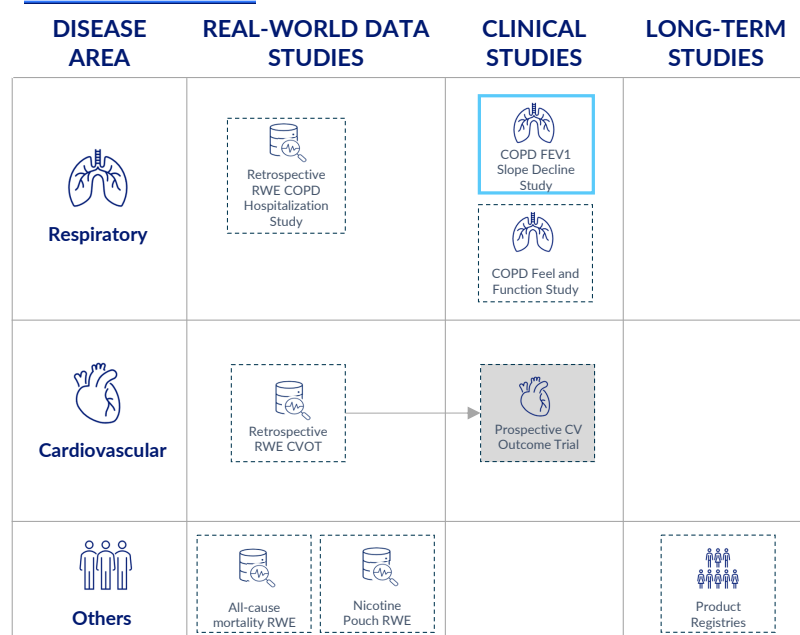 DISEASE
AREA
REAL-WORLD DATA
STUDIES
CLINICAL
STUDIES
LONG-TERM
STUDIES
Respiratory
Retrospective
RWE COPD
Hospitalization
Study
COPD FEV1
Slope Decline
Study
COPD Feel and
Function Study
Cardiovascular
Retrospective
RWE CVOT
Prospective CV
Outcome Trial
Others
All-cause
mortality RWE
Nicotine
Pouch RWE
Product
Registries